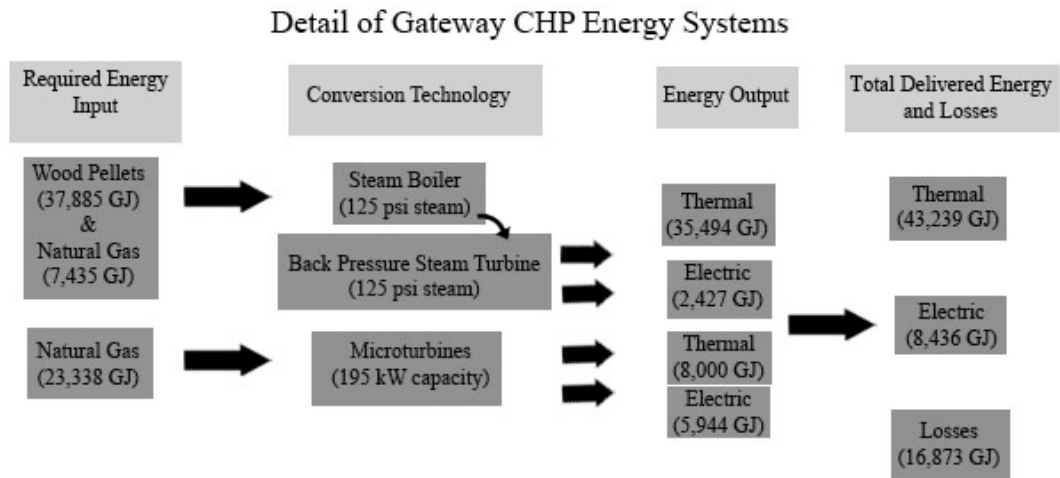 Detail of Gateway CHP Energy Systems
Required Energy
Input
Conversion Technology
Energy Output
Total Delivered Energy
and Losses
Wood Pellets
(37,885 GJ)
&
Natural Gas
(7,435 GJ)
Steam Boiler
(125 psi steam)
Back Pressure Steam Turbine
(125 psi steam)
Thermal
(35,494 GJ)
Electric
(2,427 GJ)
Thermal
(43,239 GJ)
Electric
(8,436 GJ)
Natural Gas
(23,338 GJ)
Microturbines
(195 kW capacity)
Thermal
(8,000 GJ)
Electric
(5,944 GJ)
Losses
(16,873 GJ)